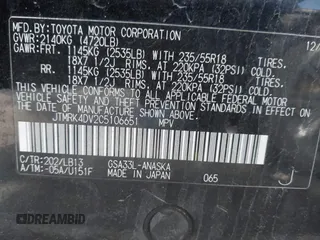 MFD.BY:TOYOTA MOTOR CORPORATION
GVWR:2140KG (4720LB) 12/
GAWR:FRT. 1145KG (2535LB) WITH 235/55R18 TIRES,
18X7 1/2J RIMS, AT 220KPA (32PSI) COLD
RR. 1145KG (2535LB) WITH 235/55R18 TIRES,
18X7 1/2J RIMS, AT 220KPA (32PSI) COLD
THIS VEHICLE CONFORMS TO ALL APPLICABLE
FEDERAL MOTOR VEHICLE SAFETY
THEFT PREVENTION STANDARDS IN EFFECT ON THE DATE
OF MANUFACTURE SHOWN ABOVE.
JTMRK4DV2C5106651 MPV
C/TR:202/LB13 GSA33L-ANASKA
A/TM:-05A/U151F MADE IN JAPAN 065 J
DREAMBID